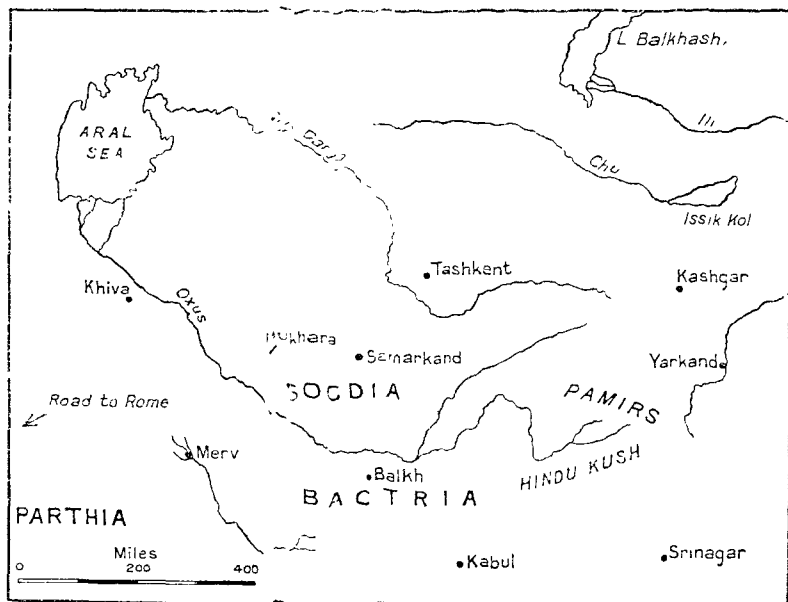 L Balkhash.
ARAL
SEA
Ili
Chu
Issik Kol
Tashkent
Kashgar
Khiva
Oxus
Samarkand
Yarkand
SOGDIA
PAMIRS
Road to Rome
Merv
HINDU KUSH
Balkh
BACTRIA
PARTHIA
Miles
0 200 400
Kabul
Srinagar